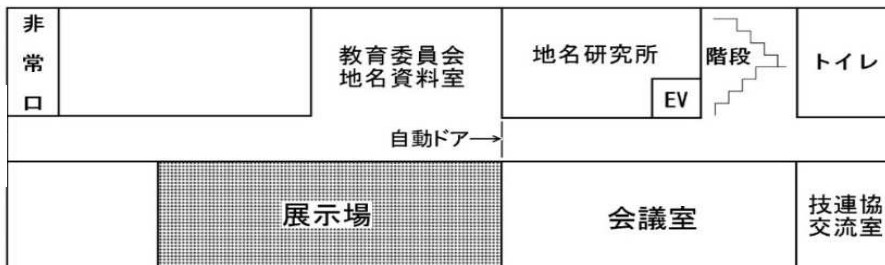 非常口
教育委員会
地名資料室
地名研究所
EV
階段
トイレ
自動ドア→
展示場
会議室
技連協
交流室